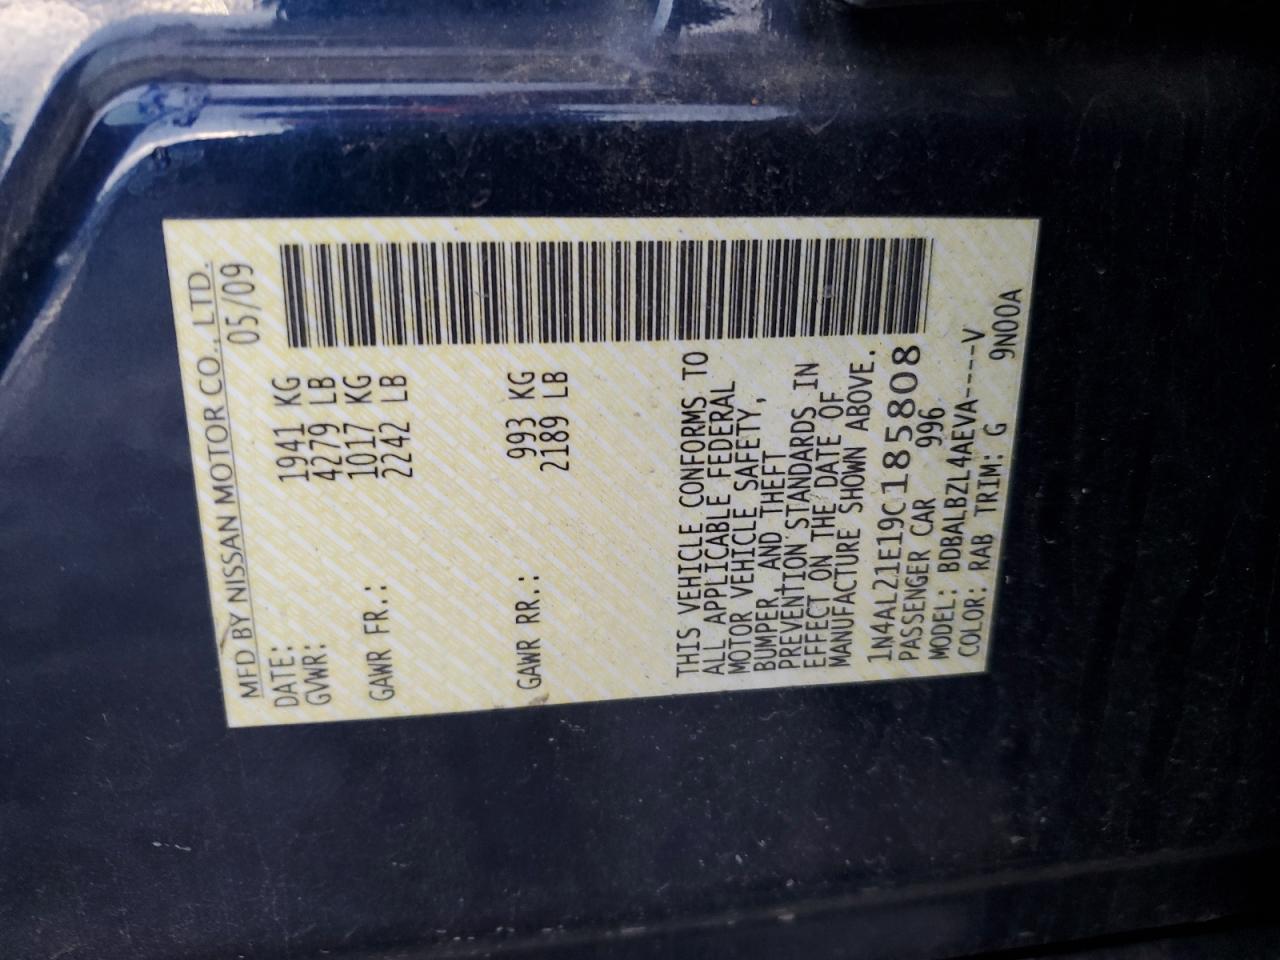 MFD BY NISSAN MOTOR CO., LTD.
DATE: 05/09
GVWR: 1941 KG
4279 LB
GAWR FR.: 1017 KG
2242 LB
GAWR RR.: 993 KG
2189 LB
THIS VEHICLE CONFORMS TO
ALL APPLICABLE FEDERAL
MOTOR VEHICLE SAFETY,
BUMPER, AND THEFT
PREVENTION STANDARDS IN
EFFECT ON THE DATE OF
MANUFACTURE SHOWN ABOVE.
1N4AL21E19C185808
PASSENGER CAR 996
MODEL: BDBALBZL4AEVA----V
COLOR: RAB TRIM: G 9N00A